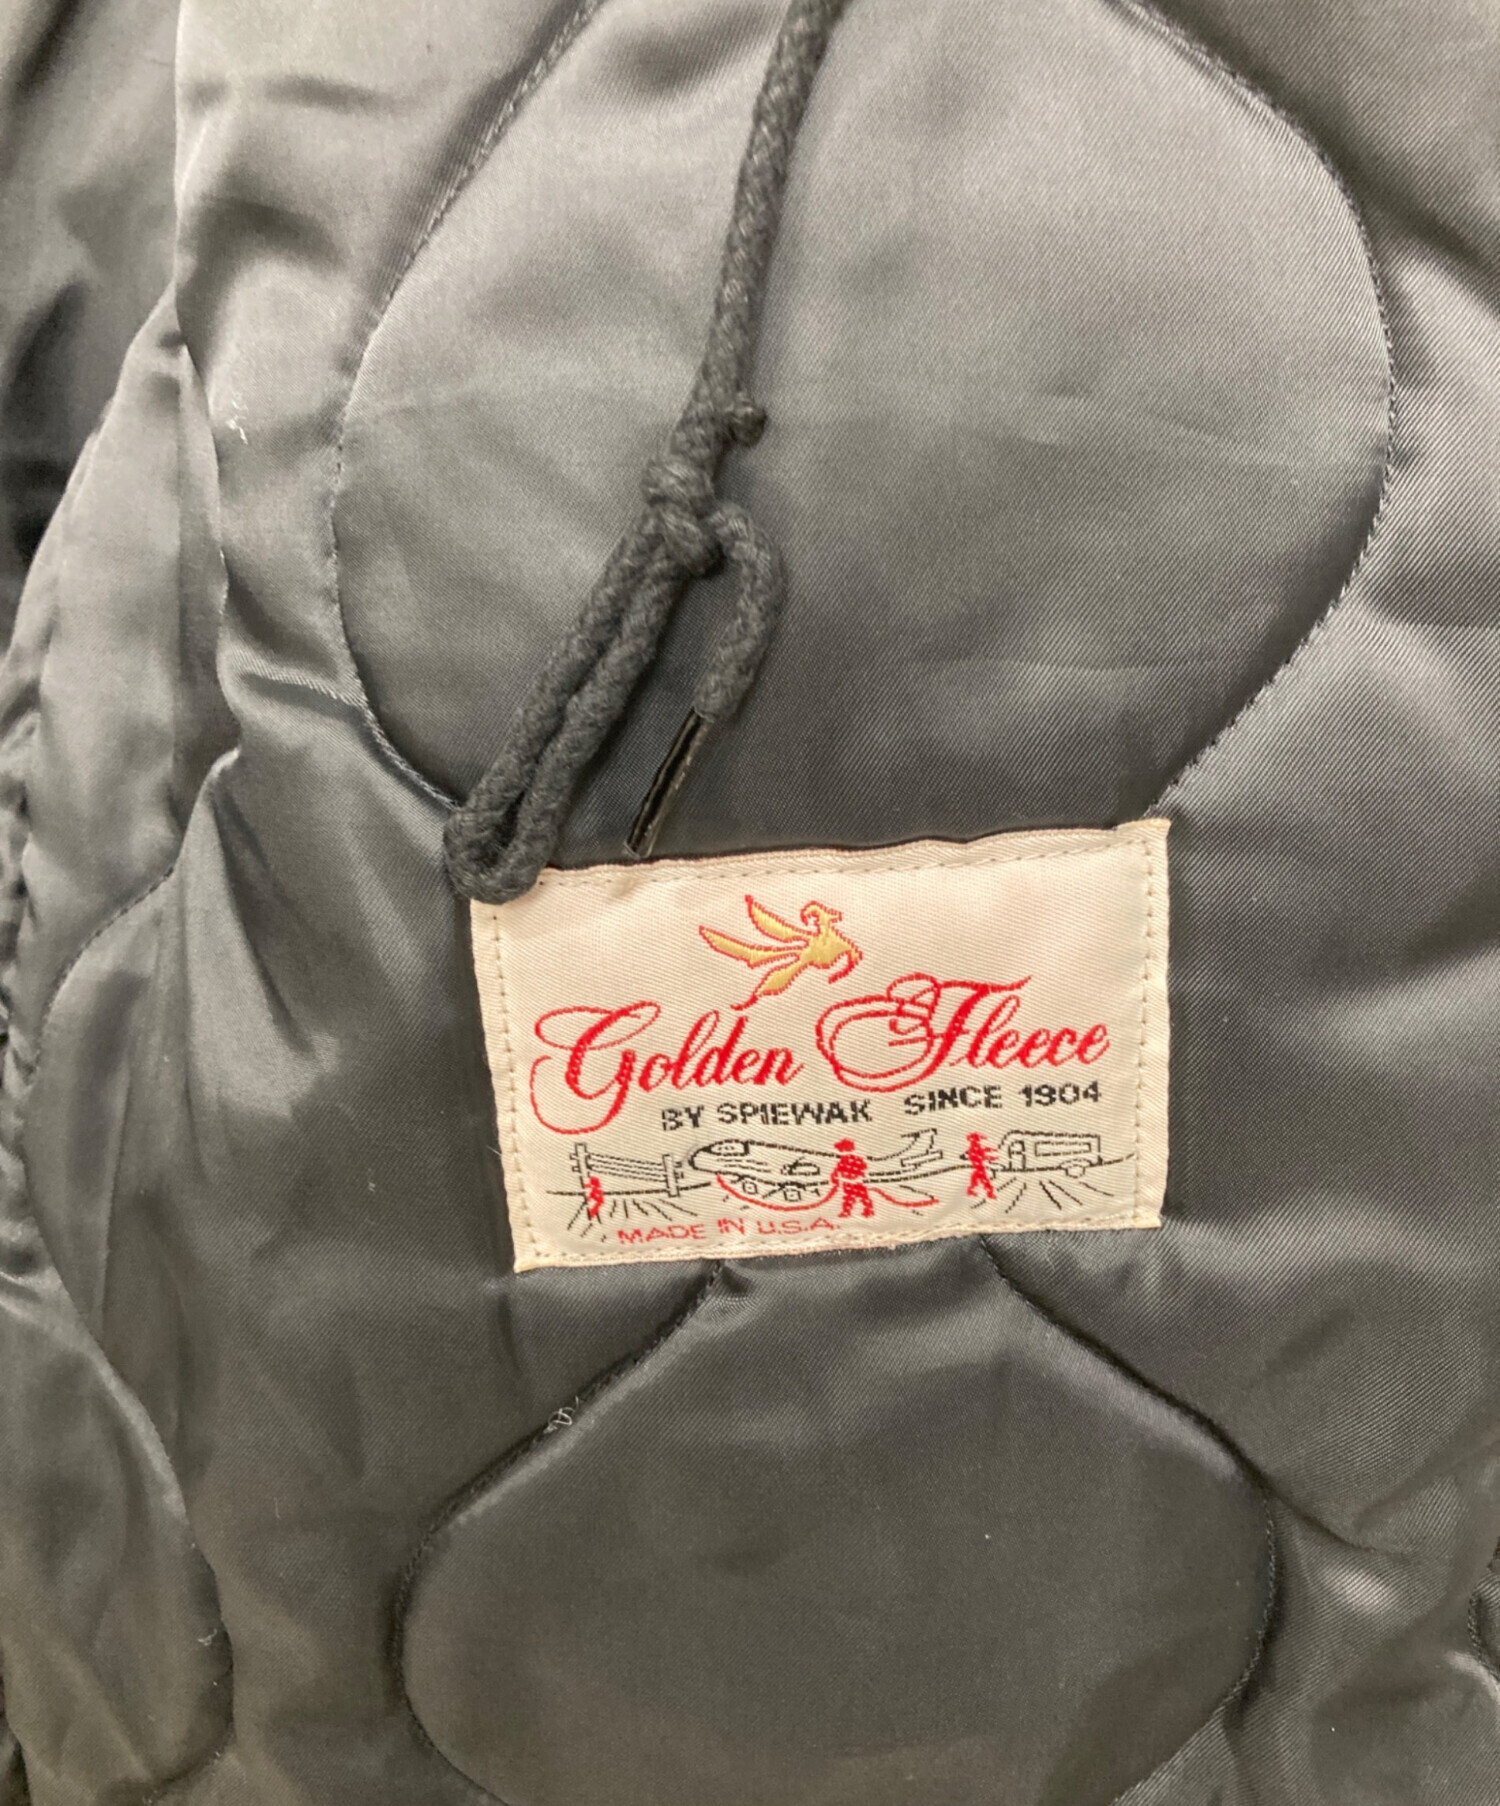 Golden Fleece
BY SPIEWAK SINCE 1904
MADE IN U.S.A.